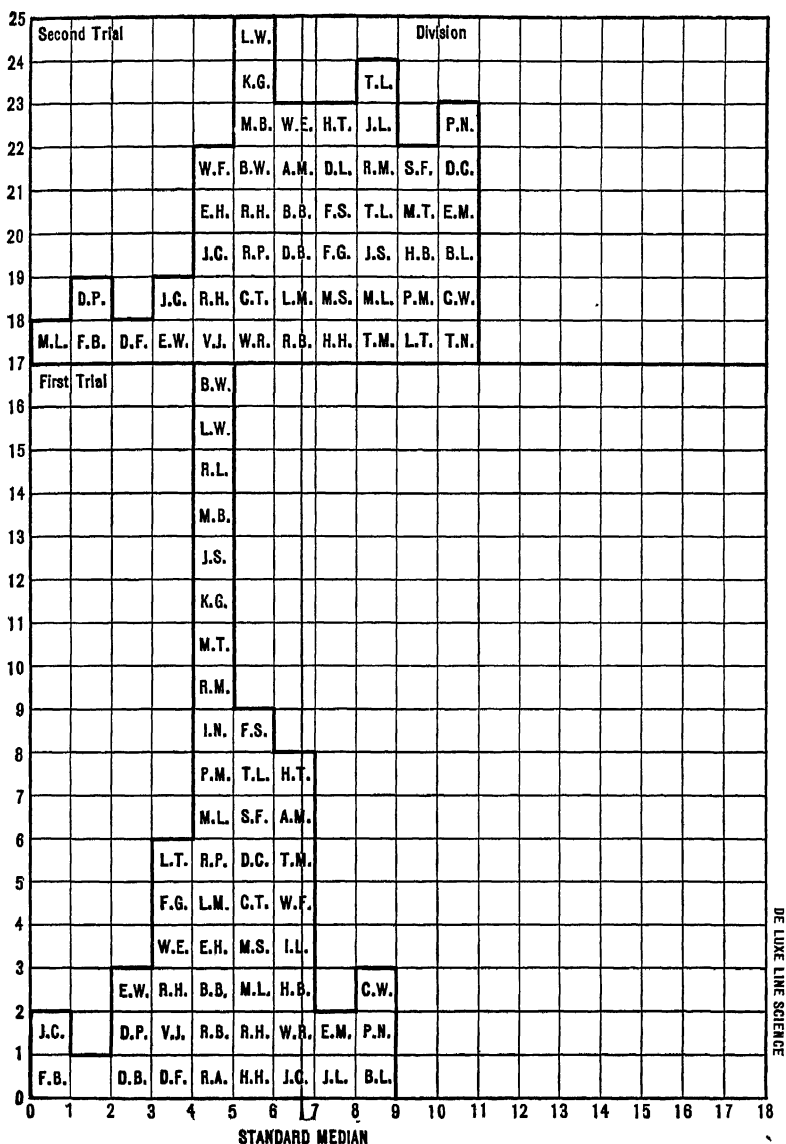 25 Second Trial L.W. Division
24 K.G. T.L.
23 M.B. W.E. H.T. J.L. P.N.
22 W.F. B.W. A.M. D.L. R.M. S.F. D.C.
21 E.H. R.H. B.B. F.S. T.L. M.T. E.M.
20 J.C. R.P. D.B. F.G. J.S. H.B. B.L.
19 D.P. J.C. R.H. C.T. L.M. M.S. M.L. P.M. C.W.
18 M.L. F.B. D.F. E.W. V.J. W.R. R.B. H.H. T.M. L.T. T.N.
17 First Trial B.W.
16 L.W.
15 R.L.
14 M.B.
13 J.S.
12 K.G.
11 M.T.
10 R.M.
9 I.N. F.S.
8 P.M. T.L. H.T.
7 M.L. S.F. A.M.
6 L.T. R.P. D.C. T.M.
5 F.G. L.M. C.T. W.F.
4 W.E. E.H. M.S. I.L.
3 E.W. R.H. B.B. M.L. H.B. C.W.
2 J.C. D.P. V.J. R.B. R.H. W.R. E.M. P.N.
1 F.B. D.B. D.F. R.A. H.H. J.C. J.L. B.L.
0
0 1 2 3 4 5 6 7 8 9 10 11 12 13 14 15 16 17 18
STANDARD MEDIAN
DE LUXE LINE SCIENCE